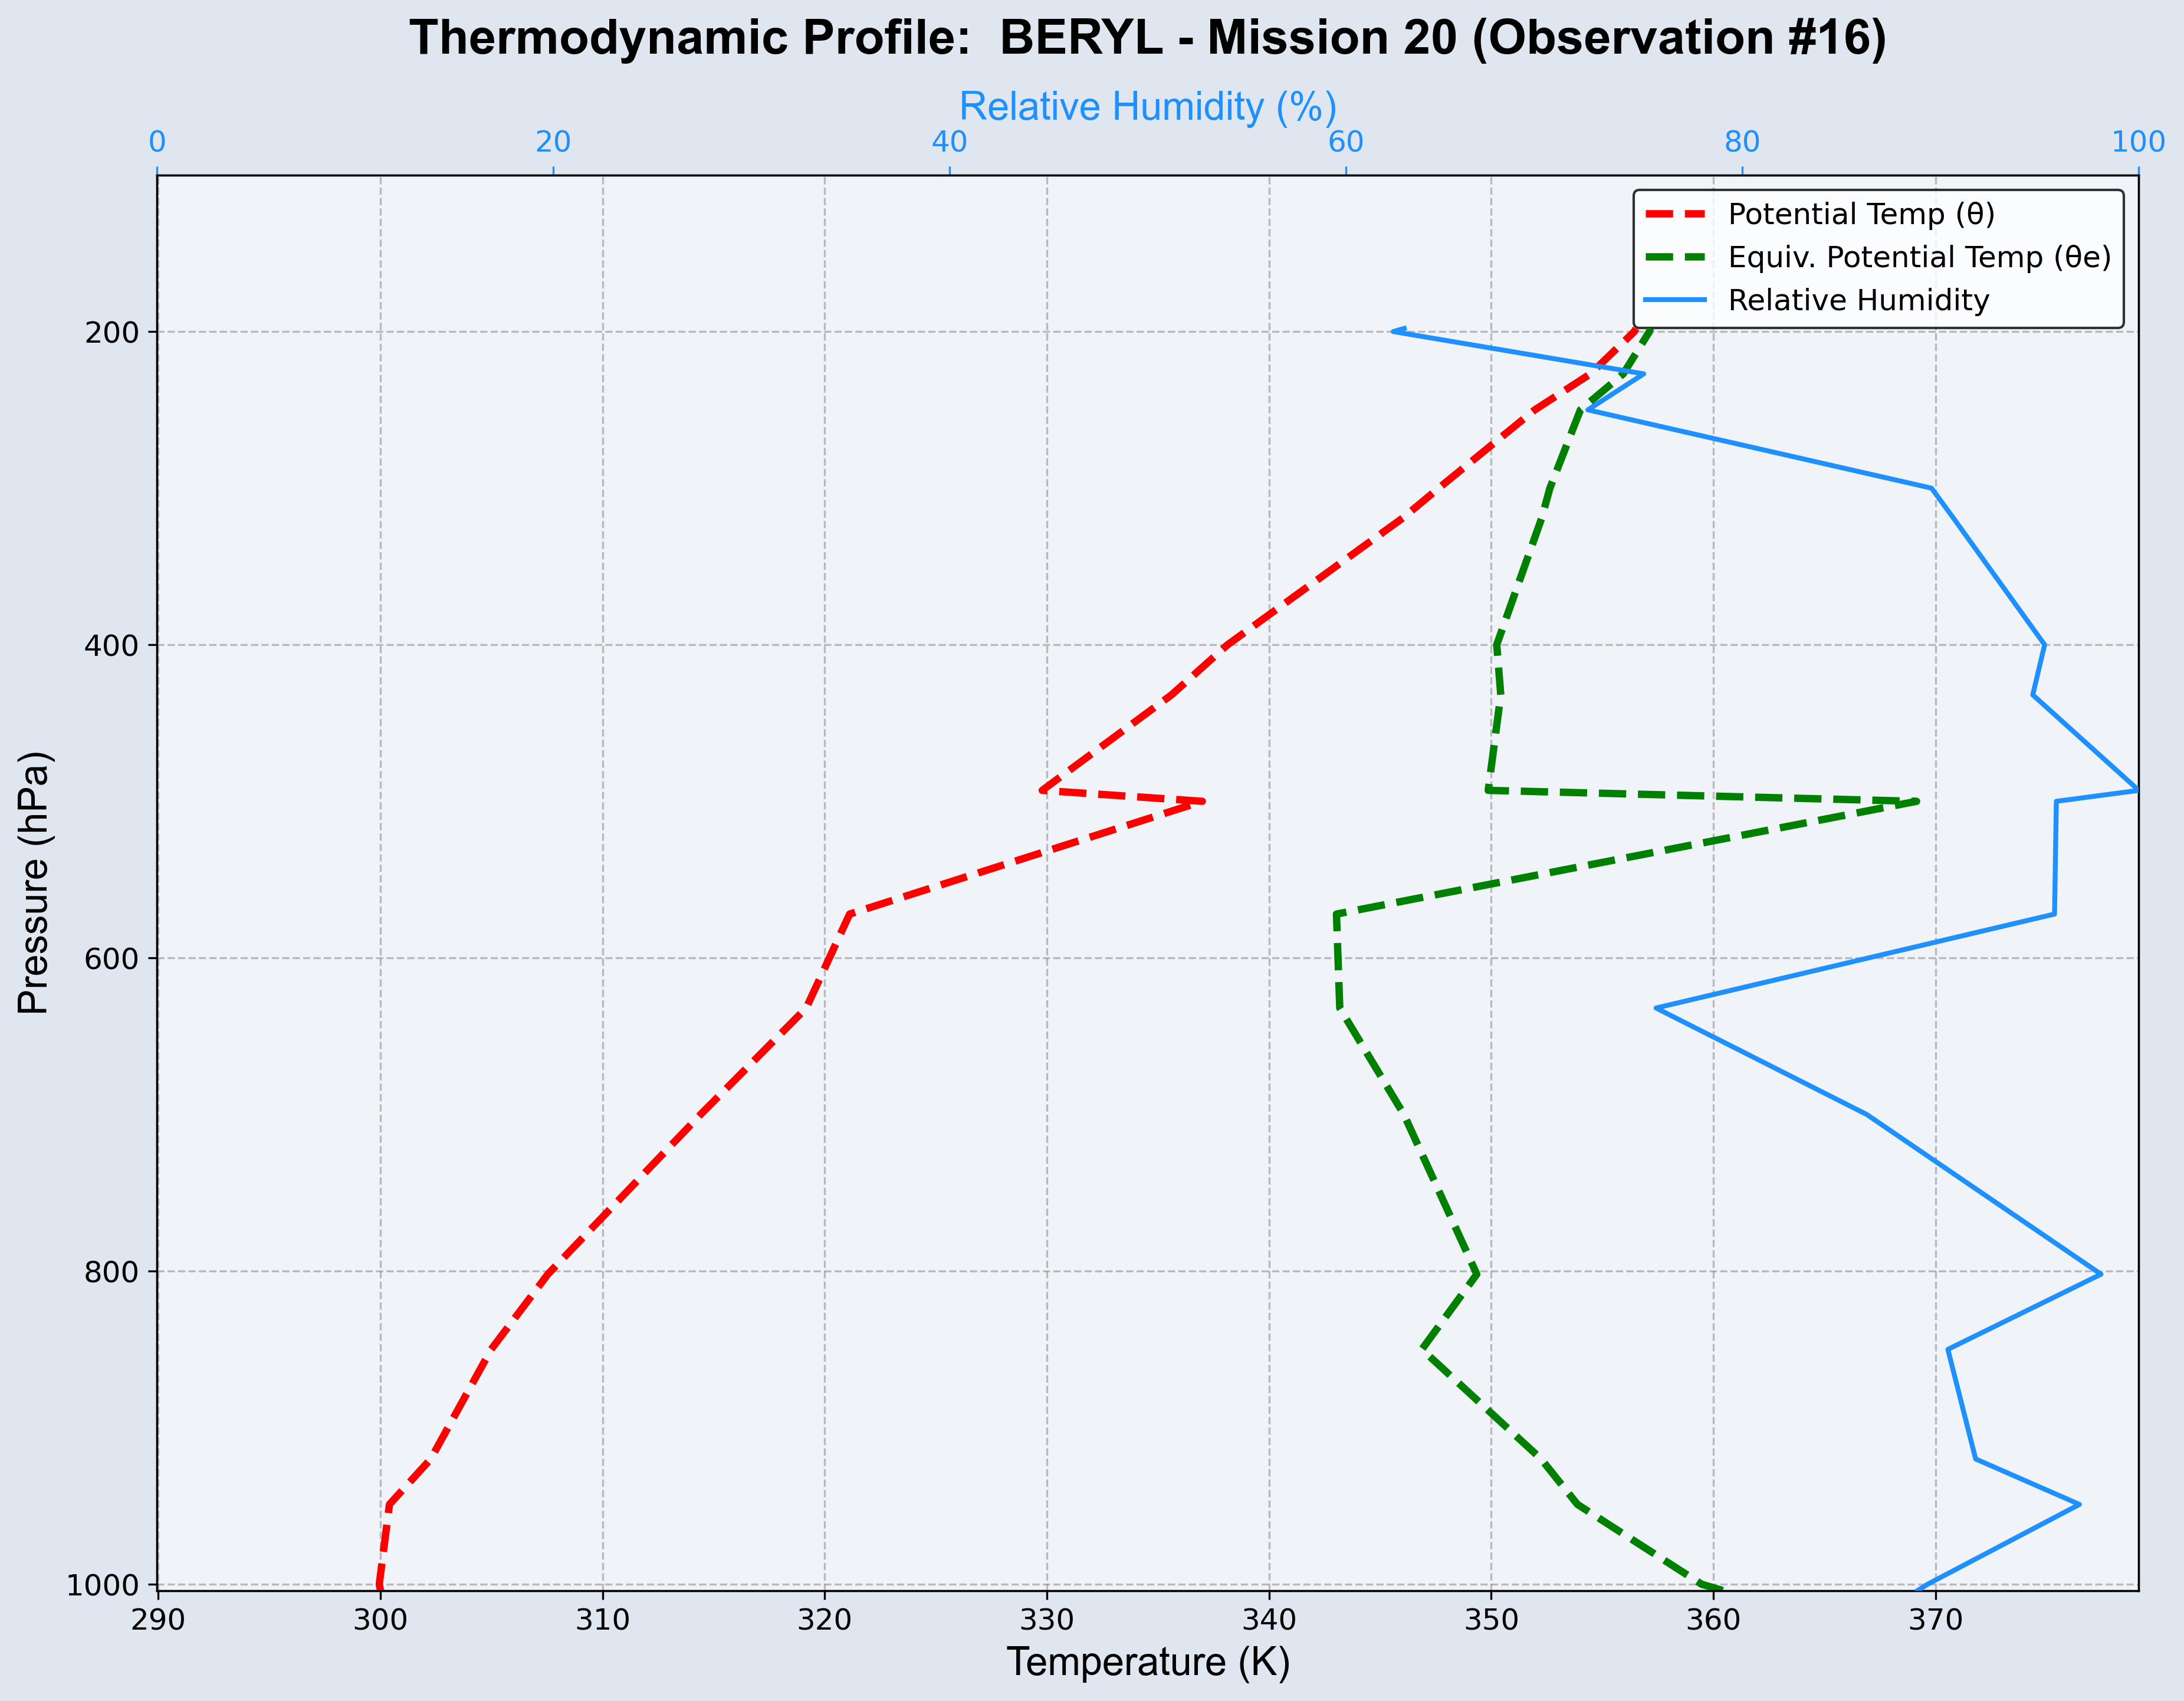 Thermodynamic Profile:  BERYL - Mission 20 (Observation #16)
Relative Humidity (%)
0 20 40 60 80 100
Potential Temp (θ)
Equiv. Potential Temp (θe)
Relative Humidity
Pressure (hPa)
200
400
600
800
1000
290 300 310 320 330 340 350 360 370
Temperature (K)